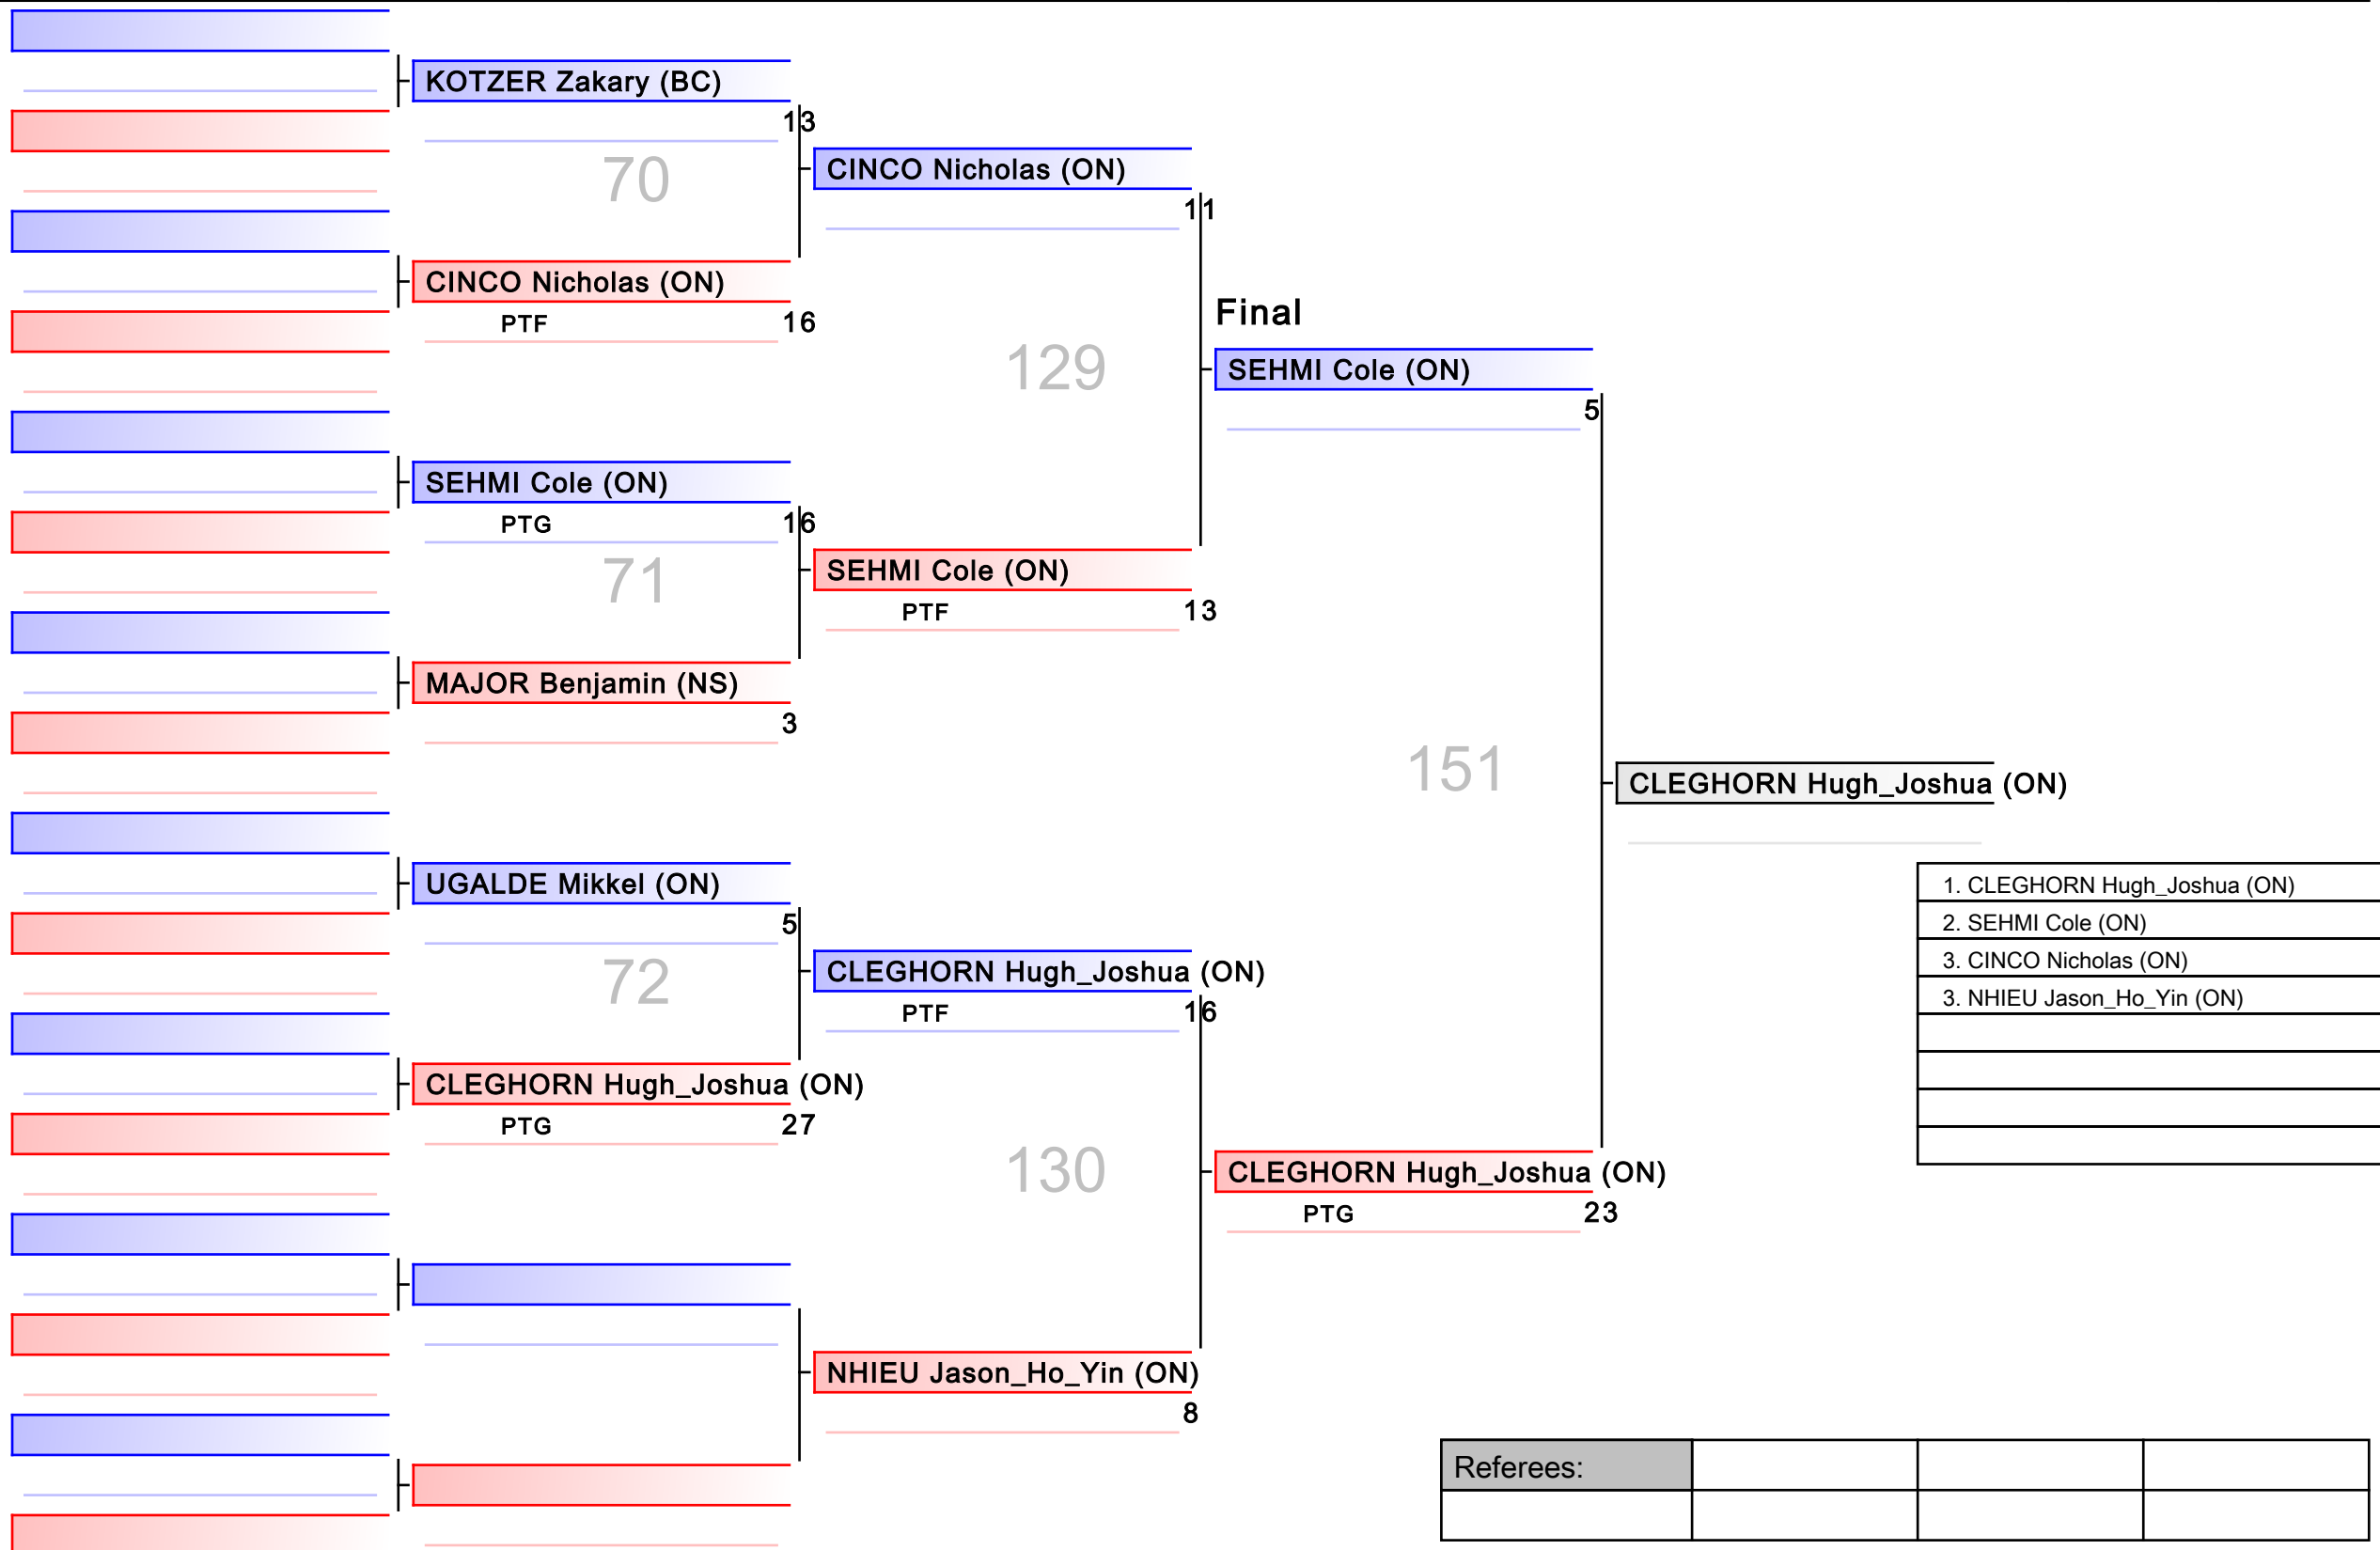 KOTZER Zakary (BC)
13
70
CINCO Nicholas (ON)
PTF 16
CINCO Nicholas (ON)
11
129
SEHMI Cole (ON)
PTG 16
71
MAJOR Benjamin (NS)
3
SEHMI Cole (ON)
PTF 13
Final
SEHMI Cole (ON)
5
151
UGALDE Mikkel (ON)
5
72
CLEGHORN Hugh_Joshua (ON)
PTG 27
CLEGHORN Hugh_Joshua (ON)
PTF 16
130
NHIEU Jason_Ho_Yin (ON)
8
CLEGHORN Hugh_Joshua (ON)
PTG 23
CLEGHORN Hugh_Joshua (ON)
1. CLEGHORN Hugh_Joshua (ON)
2. SEHMI Cole (ON)
3. CINCO Nicholas (ON)
3. NHIEU Jason_Ho_Yin (ON)
Referees: